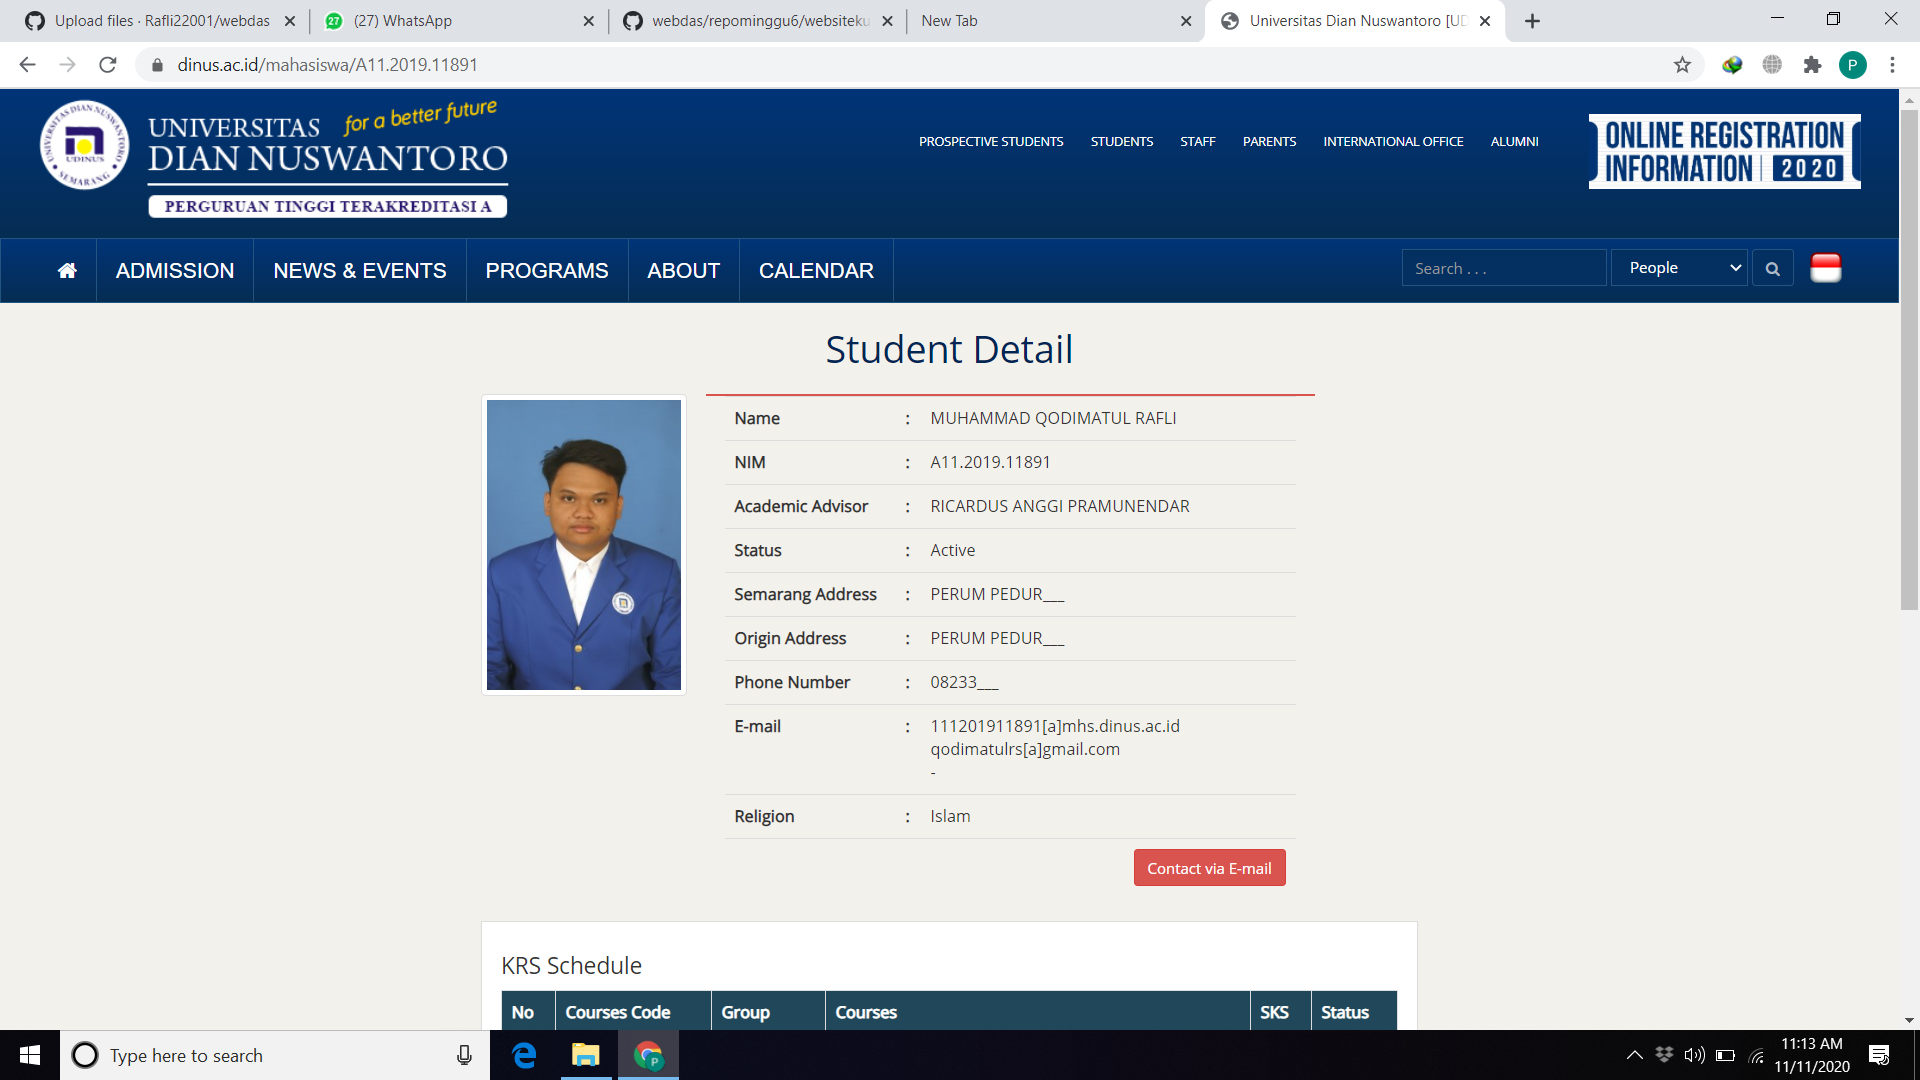 Upload files · Rafli22001/webdas
(27) WhatsApp
webdas/repominggu6/websiteku
New Tab
Universitas Dian Nuswantoro [UD
dinus.ac.id/mahasiswa/A11.2019.11891
P
UNIVERSITAS DIAN NUSWANTORO
UDINUS
SEMARANG
UNIVERSITAS
for a better future
DIAN NUSWANTORO
PERGURUAN TINGGI TERAKREDITASI A
PROSPECTIVE STUDENTS STUDENTS STAFF PARENTS INTERNATIONAL OFFICE ALUMNI
ONLINE REGISTRATION
INFORMATION 2020
ADMISSION NEWS & EVENTS PROGRAMS ABOUT CALENDAR
Search . . . People
Student Detail
Name : MUHAMMAD QODIMATUL RAFLI
NIM : A11.2019.11891
Academic Advisor : RICARDUS ANGGI PRAMUNENDAR
Status : Active
Semarang Address : PERUM PEDUR___
Origin Address : PERUM PEDUR___
Phone Number : 08233___
E-mail : 111201911891[a]mhs.dinus.ac.id
qodimatulrs[a]gmail.com
-
Religion : Islam
Contact via E-mail
KRS Schedule
No Courses Code Group Courses SKS Status
Type here to search
11:13 AM
11/11/2020